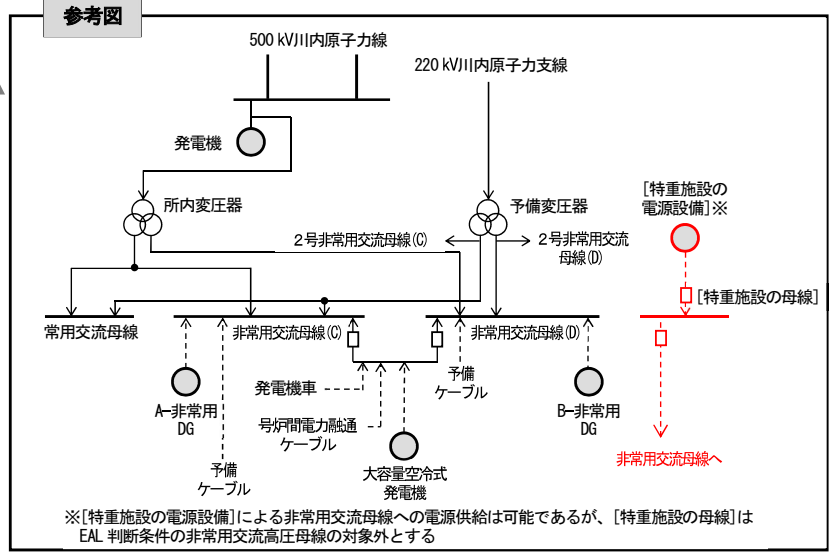 参考図
500 kV川内原子力線
220 kV川内原子力支線
発電機
[特重施設の
電源設備]※
所内変圧器
予備変圧器
2号非常用交流母線(C)
2号非常用交流
母線(D)
[特重施設の母線]
常用交流母線
非常用交流母線(C)
非常用交流母線(D)
発電機車
予備
ケーブル
A-非常用
DG
B-非常用
DG
号炉間電力融通
ケーブル
非常用交流母線へ
予備
ケーブル
大容量空冷式
発電機
※[特重施設の電源設備]による非常用交流母線への電源供給は可能であるが、[特重施設の母線]は
EAL 判断条件の非常用交流高圧母線の対象外とする